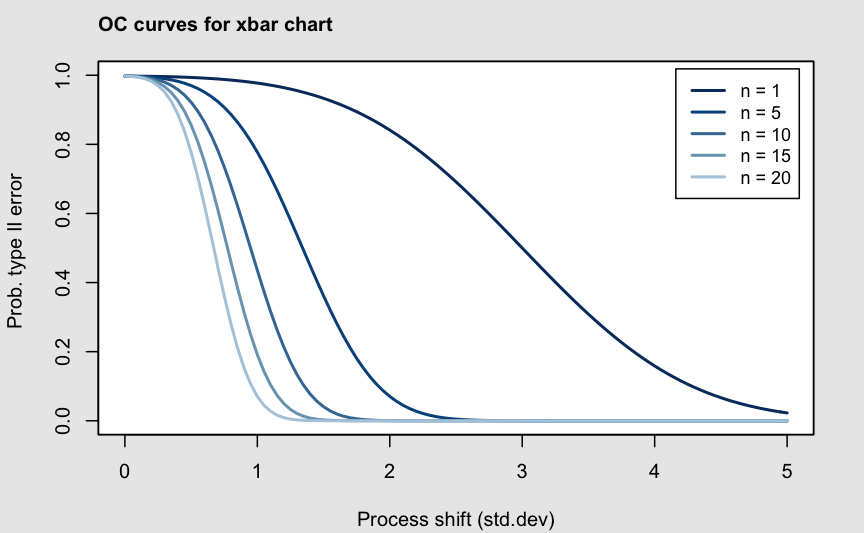 OC curves for xbar chart
Prob. type II error
1.0
0.8
0.6
0.4
0.2
0.0
n = 1
n = 5
n = 10
n = 15
n = 20
0 1 2 3 4 5
Process shift (std.dev)